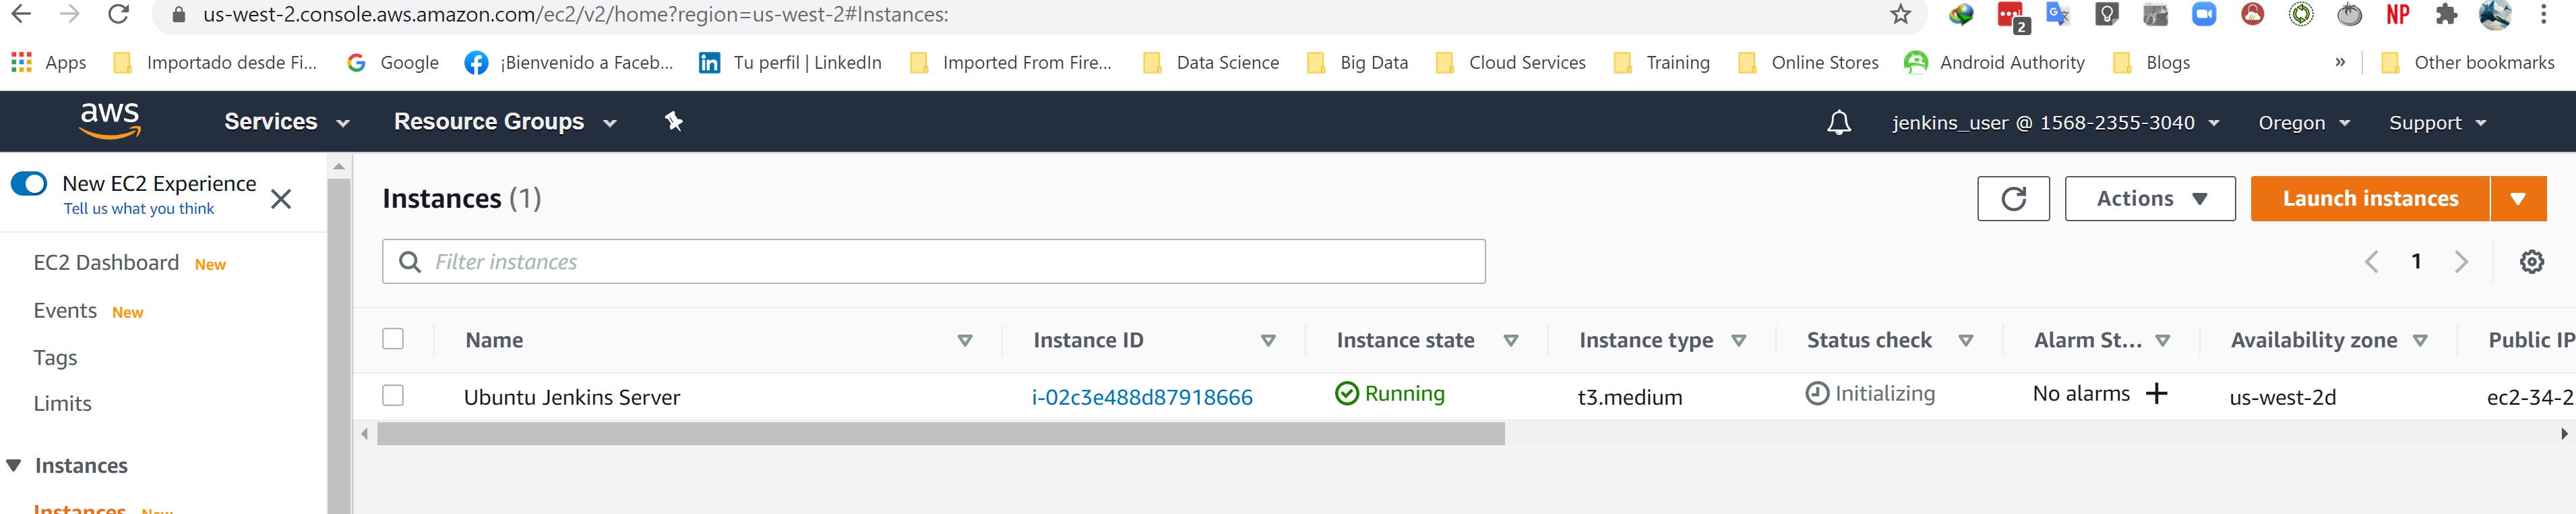 us-west-2.console.aws.amazon.com/ec2/v2/home?region=us-west-2#Instances:
2
NP
Apps Importado desde Fi... Google ¡Bienvenido a Faceb... Tu perfil | LinkedIn Imported From Fire... Data Science Big Data Cloud Services Training Online Stores Android Authority Blogs » Other bookmarks
aws Services Resource Groups jenkins_user @ 1568-2355-3040 Oregon Support
New EC2 Experience
Tell us what you think
EC2 Dashboard New
Events New
Tags
Limits
Instances
Instances New
Instances (1)
Actions
Launch instances
Filter instances
1
Name Instance ID Instance state Instance type Status check Alarm St... Availability zone Public IP
Ubuntu Jenkins Server i-02c3e488d87918666 Running t3.medium Initializing No alarms + us-west-2d ec2-34-2